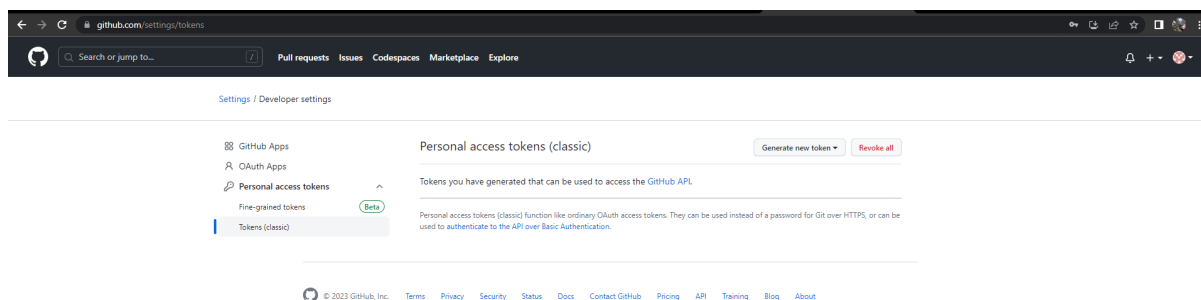 github.com/settings/tokens
Search or jump to... / Pull requests Issues Codespaces Marketplace Explore
Settings / Developer settings
GitHub Apps
OAuth Apps
Personal access tokens
Fine-grained tokens Beta
Tokens (classic)
Personal access tokens (classic) Generate new token Revoke all
Tokens you have generated that can be used to access the GitHub API.
Personal access tokens (classic) function like ordinary OAuth access tokens. They can be used instead of a password for Git over HTTPS, or can be
used to authenticate to the API over Basic Authentication.
© 2023 GitHub, Inc. Terms Privacy Security Status Docs Contact GitHub Pricing API Training Blog About